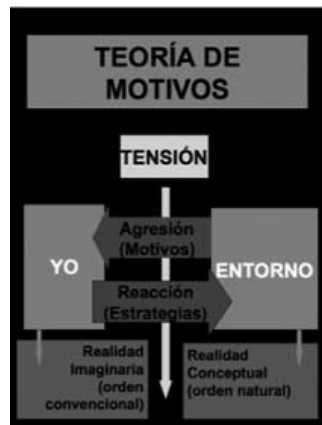 TEORÍA DE
MOTIVOS
TENSIÓN
Agresión
(Motivos)
YO
ENTORNO
Reacción
(Estrategias)
Realidad
Imaginaria
(orden
convencional)
Realidad
Conceptual
(orden natural)